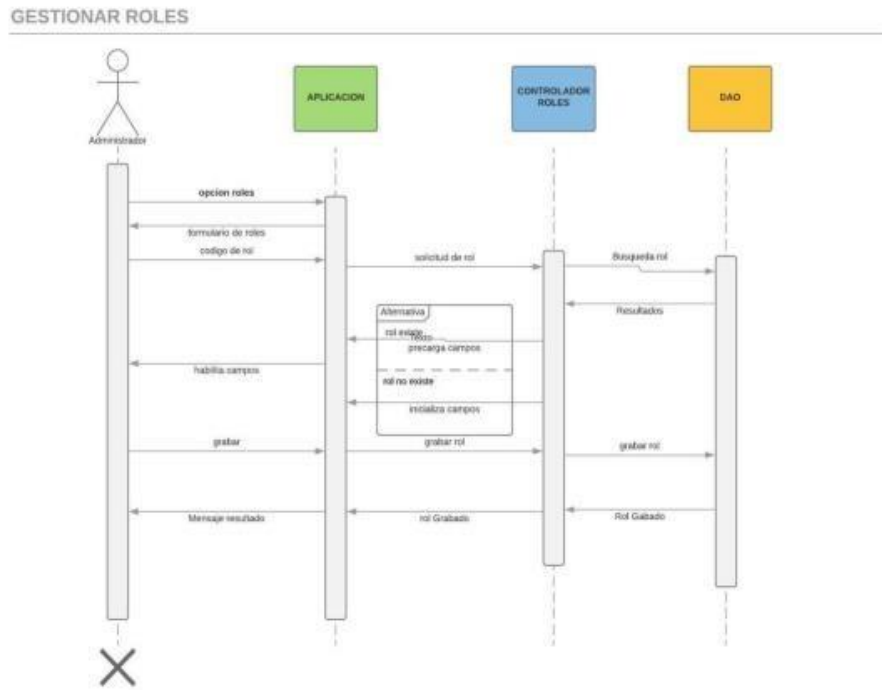 GESTIONAR ROLES
APLICACION
CONTROLADOR
ROLES
DAO
Administrador
opcion roles
formulario de roles
codigo de rol
solicitud de rol
Busqueda rol
Resultados
Alternativa
rol existe
Texto
precarga campos
habilita campos
rol no existe
inicializa campos
grabar
grabar rol
grabar rol
Mensaje resultado
rol Grabado
Rol Gabado